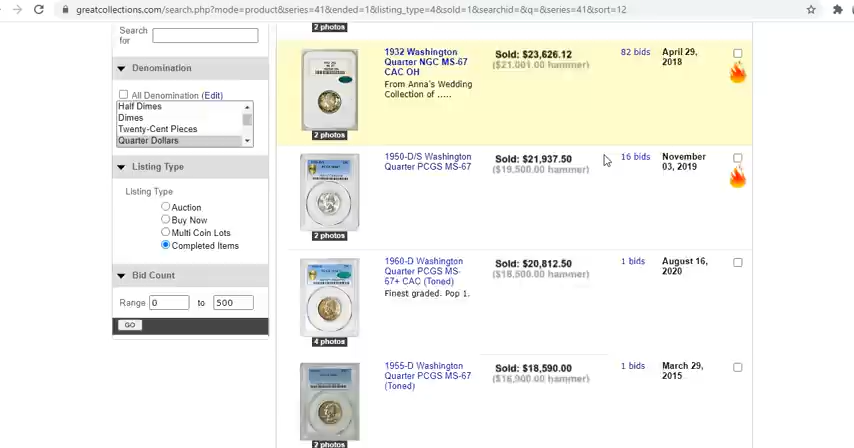 greatcollections.com/search.php?mode=product&series=41&ended=1&listing_type=4&sold=1&searchid=&q=&series=41&sort=12
Search
for
Denomination
All Denomination (Edit)
Half Dimes
Dimes
Twenty-Cent Pieces
Quarter Dollars
Listing Type
Listing Type
Auction
Buy Now
Multi Coin Lots
Completed Items
Bid Count
Range 0 to 500
GO
2 photos
1932 Washington
Quarter NGC MS-67
CAC OH
From Anna's Wedding
Collection of .....
Sold: $23,626.12
($21,001.00 hammer)
82 bids
April 29,
2018
2 photos
1950-D/S Washington
Quarter PCGS MS-67
Sold: $21,937.50
($19,500.00 hammer)
16 bids
November
03, 2019
2 photos
1960-D Washington
Quarter PCGS MS-
67+ CAC (Toned)
Finest graded. Pop 1.
Sold: $20,812.50
($18,500.00 hammer)
1 bids
August 16,
2020
4 photos
1955-D Washington
Quarter PCGS MS-67
(Toned)
Sold: $18,590.00
($16,900.00 hammer)
1 bids
March 29,
2015
2 photos